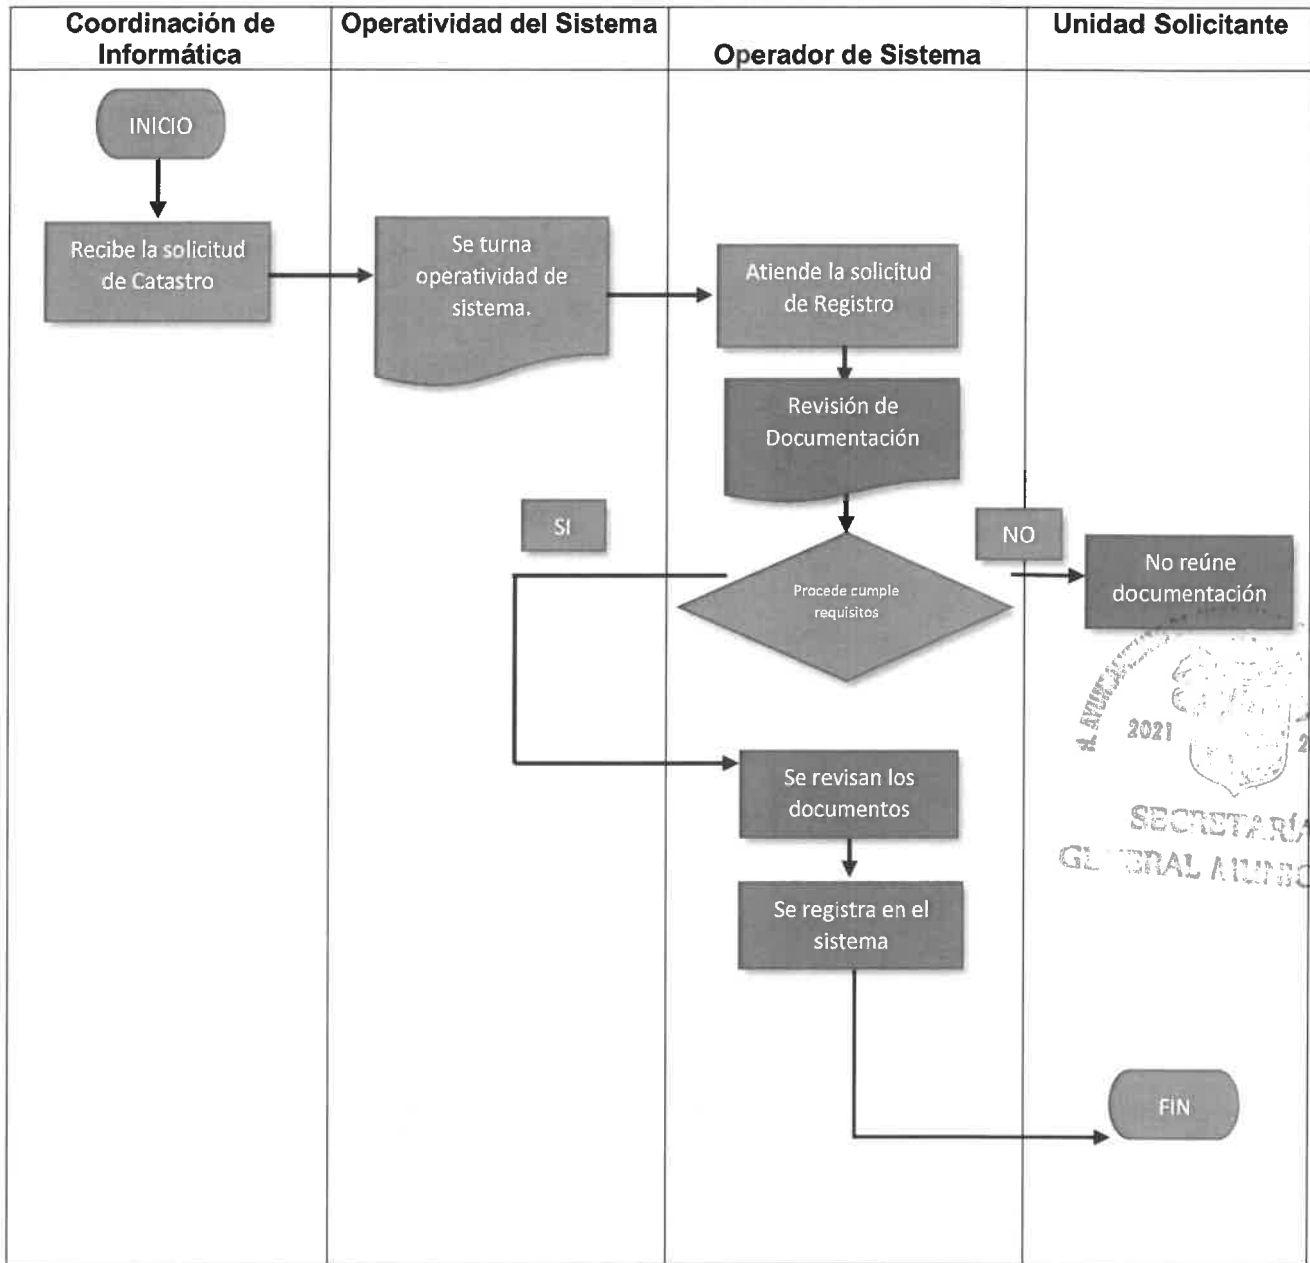 Coordinación de
Informática
Operatividad del Sistema
Operador de Sistema
Unidad Solicitante
INICIO
Recibe la solicitud
de Catastro
Se turna
operatividad de
sistema.
Atiende la solicitud
de Registro
Revisión de
Documentación
SI
NO
Procede cumple
requisitos
No reúne
documentación
Se revisan los
documentos
Se registra en el
sistema
FIN
2021
SECRETARÍA